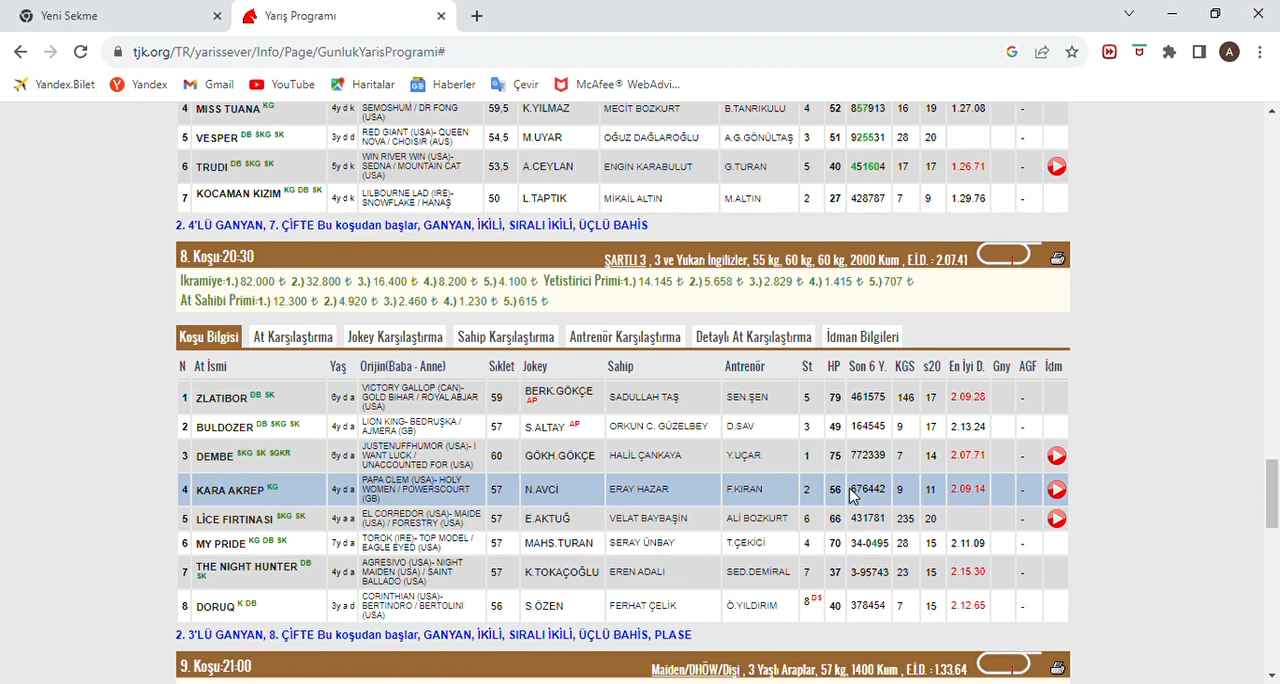 Yeni Sekme
Yarış Programı
tjk.org/TR/yarissever/Info/Page/GunlukYarisProgrami#
A
Yandex.Bilet Yandex Gmail YouTube Haritalar Haberler Çevir McAfee® WebAdvi...
4 MISS TUANA KG 4y d k SEMOSHUM / DR FONG (USA) 59,5 K.YILMAZ MECİT BOZKURT B.TANRIKULU 4 52 857913 16 19 1.27.08
5 VESPER DB SKG SK 3y d d RED GIANT (USA)- QUEEN NOVA / CHOISIR (AUS) 54,5 M.UYAR OĞUZ DAĞLAROĞLU A.G.GÖNÜLTAŞ 3 51 925531 28 20 -
6 TRUDI DB SKG SK 5y d k WIN RIVER WIN (USA)- SEDNA / MOUNTAIN CAT (USA) 53,5 A.CEYLAN ENGİN KARABULUT G.TURAN 5 40 451604 17 17 1.26.71 -
7 KOCAMAN KIZIM KG DB SK 4y d k LILBOURNE LAD (IRE)- SNOWFLAKE / HANAŞ 50 L.TAPTIK MİKAİL ALTIN M.ALTIN 2 27 428787 7 9 1.29.76 -
2. 4'LÜ GANYAN, 7. ÇİFTE Bu koşudan başlar, GANYAN, İKİLİ, SIRALI İKİLİ, ÜÇLÜ BAHİS
8. Koşu:20:30 ŞARTLI 3 , 3 ve Yukarı İngilizler, 55 kg, 60 kg, 60 kg, 2000 Kum , E.İ.D. : 2.07.41
İkramiye:1.) 82.000 ₺ 2.) 32.800 ₺ 3.) 16.400 ₺ 4.) 8.200 ₺ 5.) 4.100 ₺ Yetistirici Primi:1.) 14.145 ₺ 2.) 5.658 ₺ 3.) 2.829 ₺ 4.) 1.415 ₺ 5.) 707 ₺
At Sahibi Primi:1.) 12.300 ₺ 2.) 4.920 ₺ 3.) 2.460 ₺ 4.) 1.230 ₺ 5.) 615 ₺
Koşu Bilgisi At Karşılaştırma Jokey Karşılaştırma Sahip Karşılaştırma Antrenör Karşılaştırma Detaylı At Karşılaştırma İdman Bilgileri
N At İsmi Yaş Orijin(Baba - Anne) Sıklet Jokey Sahip Antrenör St HP Son 6 Y. KGS s20 En İyi D. Gny AGF İdm
1 ZLATIBOR DB SK 6y d a VICTORY GALLOP (CAN)- GOLD BIHAR / ROYAL ABJAR (USA) 59 BERK.GÖKÇE AP SADULLAH TAŞ SEN.ŞEN 5 79 461575 146 17 2.09.28 -
2 BULDOZER DB SKG SK 4y d a LION KING- BEDRUŞKA / AJMERA (GB) 57 S.ALTAY AP ORKUN C. GÜZELBEY D.SAV 3 49 164545 9 17 2.13.24 -
3 DEMBE SKG SK SGKR 6y d a JUSTENUFFHUMOR (USA)- I WANT LUCK / UNACCOUNTED FOR (USA) 60 GÖKH.GÖKÇE HALİL ÇANKAYA Y.UÇAR 1 75 772339 7 14 2.07.71 -
4 KARA AKREP KG 4y d a PAPA CLEM (USA)- HOLY WOMEN / POWERSCOURT (GB) 57 N.AVCİ ERAY HAZAR F.KIRAN 2 56 676442 9 11 2.09.14 -
5 LİCE FIRTINASI SKG SK 4y a a EL CORREDOR (USA)- MAIDE (USA) / FORESTRY (USA) 57 E.AKTUĞ VELAT BAYBAŞİN ALİ BOZKURT 6 66 431781 235 20 -
6 MY PRIDE KG DB SK 7y d a TOROK (IRE)- TOP MODEL / EAGLE EYED (USA) 57 MAHS.TURAN SERAY ÜNBAY T.ÇEKİCİ 4 70 34-0495 28 15 2.11.09 -
7 THE NIGHT HUNTER DB SK 4y d a AGRESIVO (USA)- NIGHT MAIDEN (USA) / SAINT BALLADO (USA) 57 K.TOKAÇOĞLU EREN ADALI SED.DEMİRAL 7 37 3-95743 23 15 2.15.30 -
8 DORUQ K DB 3y a d CORINTHIAN (USA)- BERTINORO / BERTOLINI (USA) 56 S.ÖZEN FERHAT ÇELİK Ö.YILDIRIM 8 DS 40 378454 7 15 2.12.65 -
2. 3'LÜ GANYAN, 8. ÇİFTE Bu koşudan başlar, GANYAN, İKİLİ, SIRALI İKİLİ, ÜÇLÜ BAHİS, PLASE
9. Koşu:21:00 Maiden/DHÖW/Dişi , 3 Yaşlı Araplar, 57 kg, 1400 Kum , E.İ.D. : 1.33.64